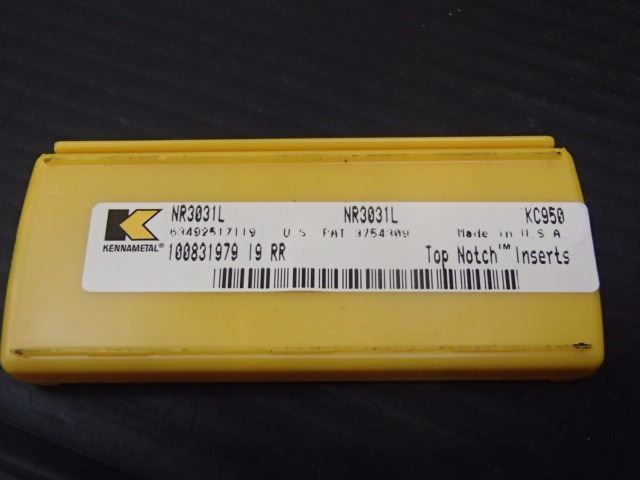 NR3031L NR3031L KC950
63492517119 U.S. PAT 3754309 Made in U.S.A.
KENNAMETAL® 100831979 19 RR Top Notch™ Inserts